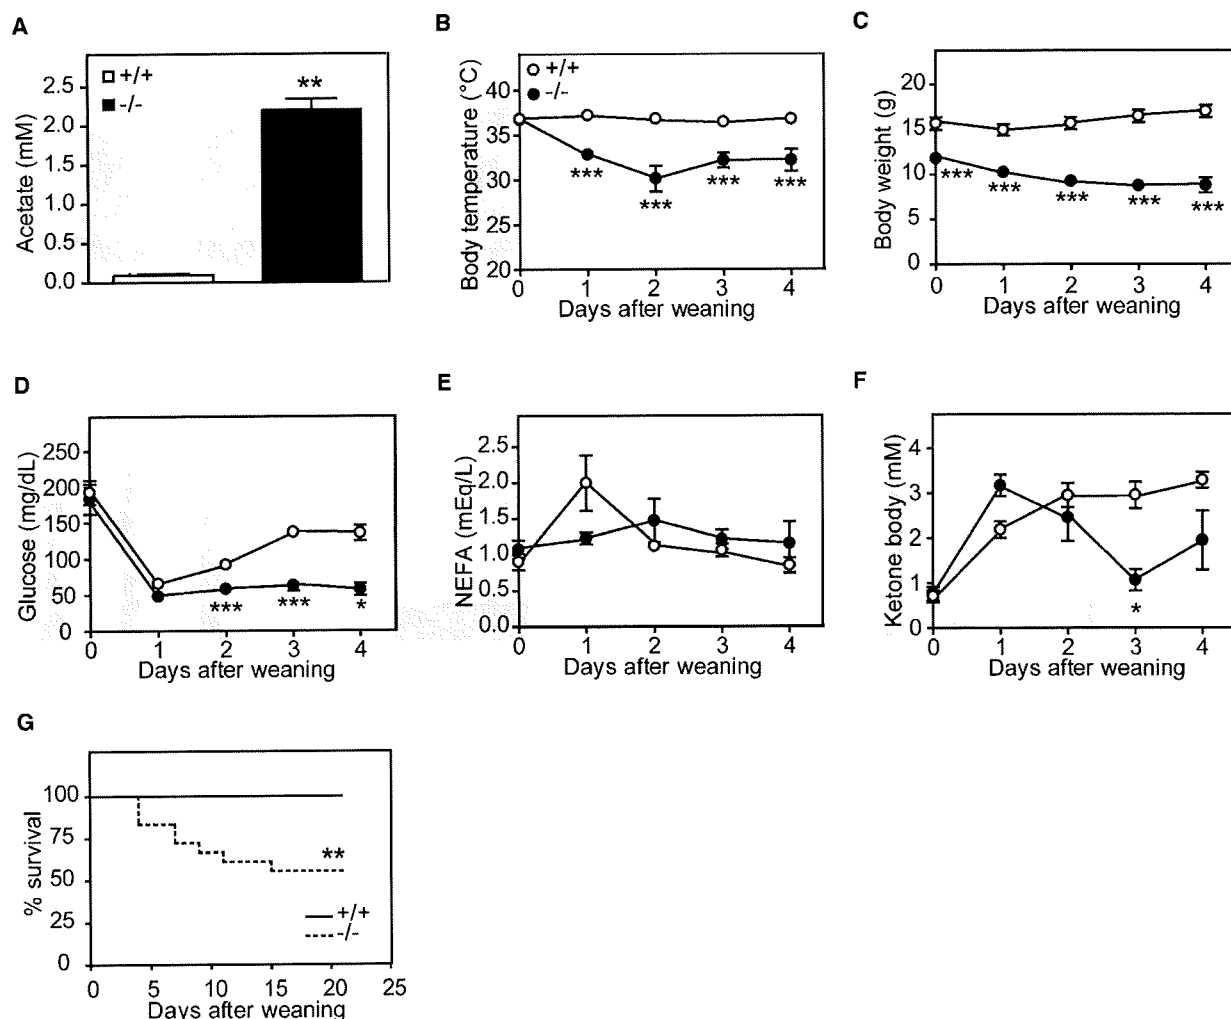 A
Acetate (mM)
2.5
2.0
1.5
1.0
0.5
0.0
+/+
-/-
**
B
Body temperature (°C)
40
35
30
25
20
+/+
-/-
***
***
***
***
0 1 2 3 4
Days after weaning
C
Body weight (g)
20
15
10
5
0
***
***
***
***
***
0 1 2 3 4
Days after weaning
D
Glucose (mg/dL)
250
200
150
100
50
0
***
***
*
0 1 2 3 4
Days after weaning
E
NEFA (mEq/L)
2.5
2.0
1.5
1.0
0.5
0.0
0 1 2 3 4
Days after weaning
F
Ketone body (mM)
4
3
2
1
0
*
0 1 2 3 4
Days after weaning
G
% survival
100
75
50
25
0
**
+/+
-/-
0 5 10 15 20 25
Days after weaning